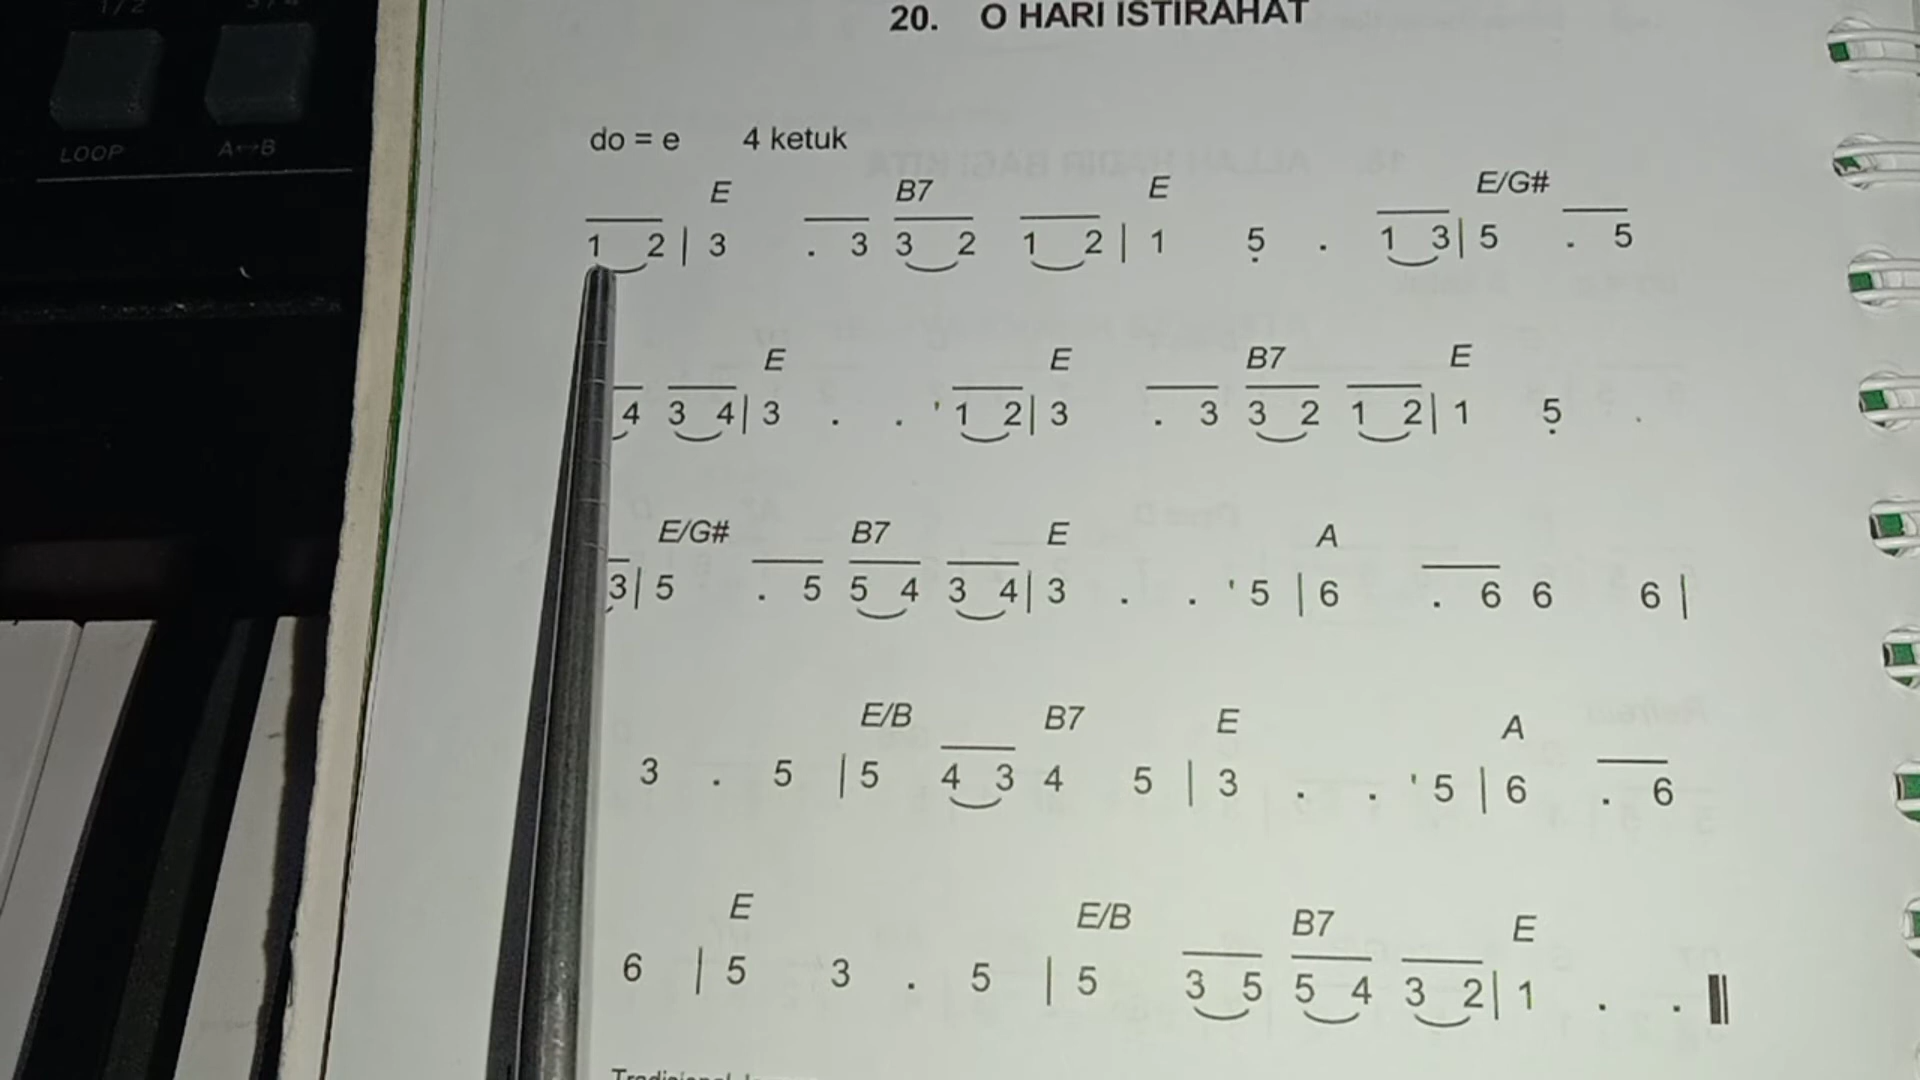 1/2
LOOP A↔B
20. O HARI ISTIRAHAT
do = e 4 ketuk
E B7 E E/G#
1 2 | 3 . 3 3 2 1 2 | 1 5̣ . 1 3 | 5 . 5
E E B7 E
4 3 4 | 3 . . ' 1 2 | 3 . 3 3 2 1 2 | 1 5̣ .
E/G# B7 E A
3 | 5 . 5 5 4 3 4 | 3 . . ' 5 | 6 . 6 6 6 |
E/B B7 E A
3 . 5 | 5 4 3 4 5 | 3 . . ' 5 | 6 . 6
E E/B B7 E
6 | 5 3 . 5 | 5 3 5 5 4 3 2 | 1 . . ||